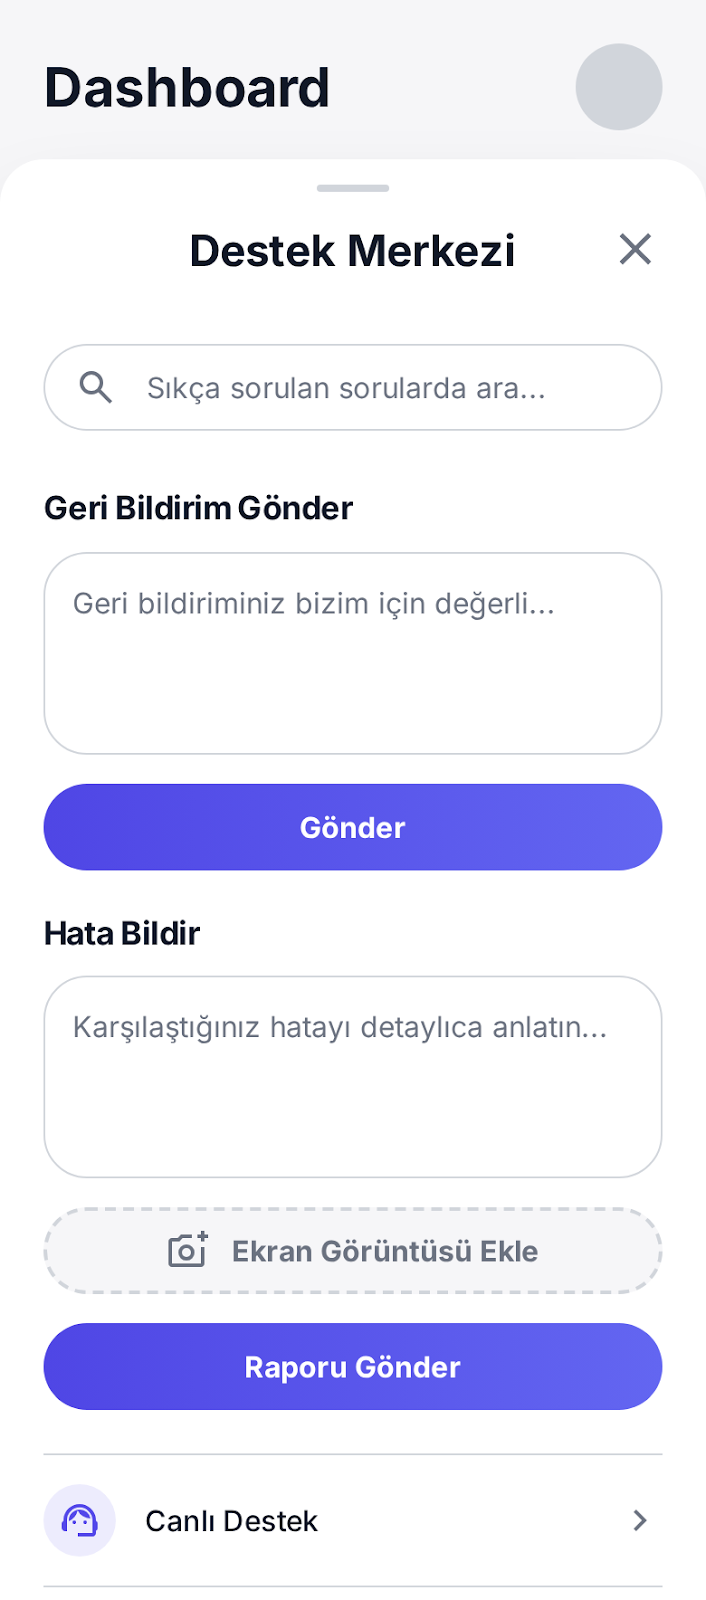 Dashboard
Destek Merkezi
Sıkça sorulan sorularda ara...
Geri Bildirim Gönder
Geri bildiriminiz bizim için değerli...
Gönder
Hata Bildir
Karşılaştığınız hatayı detaylıca anlatın...
Ekran Görüntüsü Ekle
Raporu Gönder
Canlı Destek